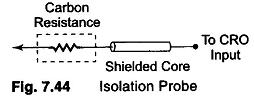 Carbon
Resistance
To CRO
Input
Shielded Core
Fig. 7.44 Isolation Probe